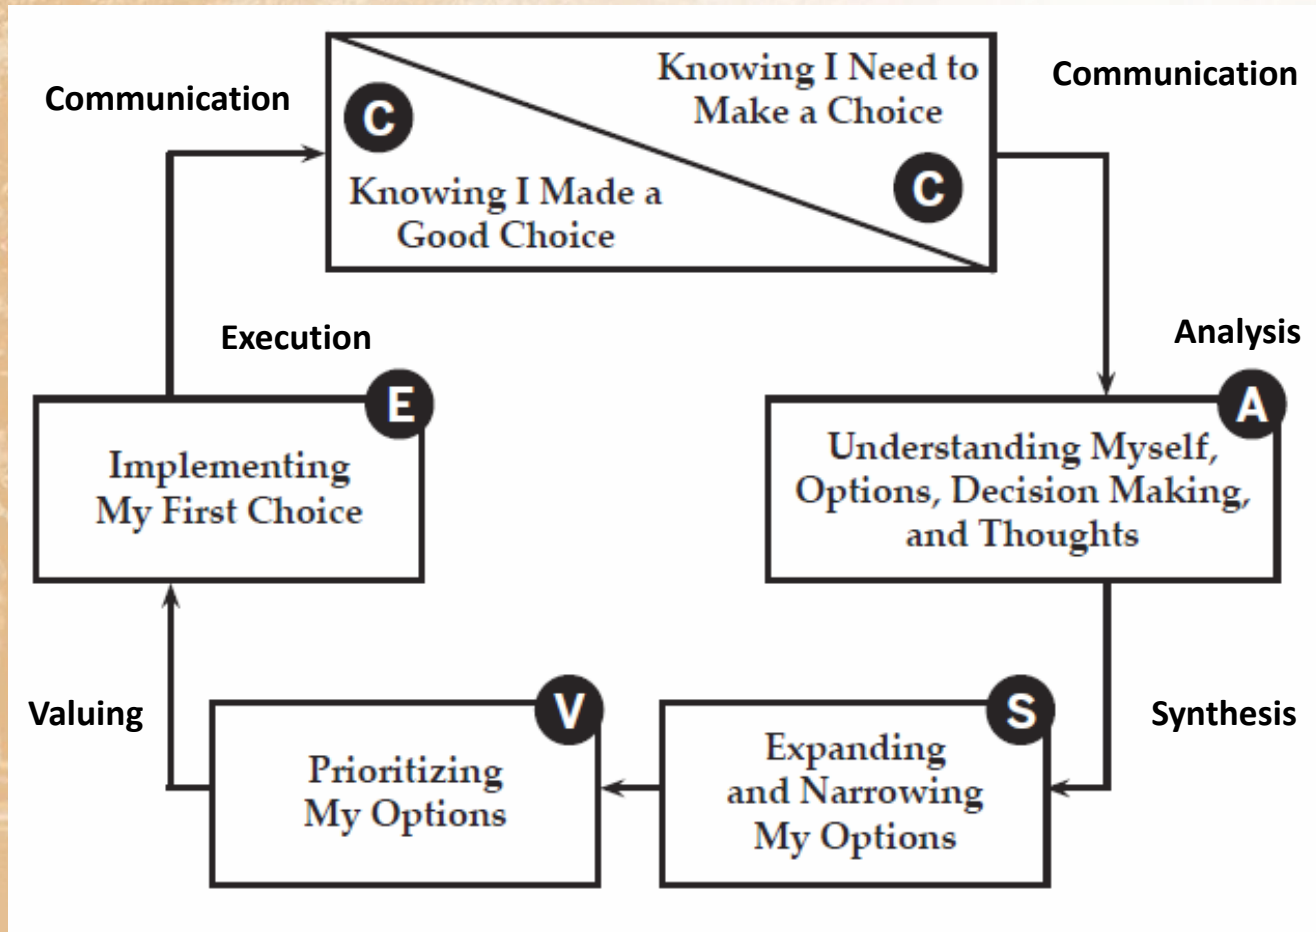 Communication
C
Knowing I Made a
Good Choice
Knowing I Need to
Make a Choice
C
Communication
Analysis
A
Understanding Myself,
Options, Decision Making,
and Thoughts
Synthesis
S
Expanding
and Narrowing
My Options
V
Prioritizing
My Options
Valuing
Execution
E
Implementing
My First Choice